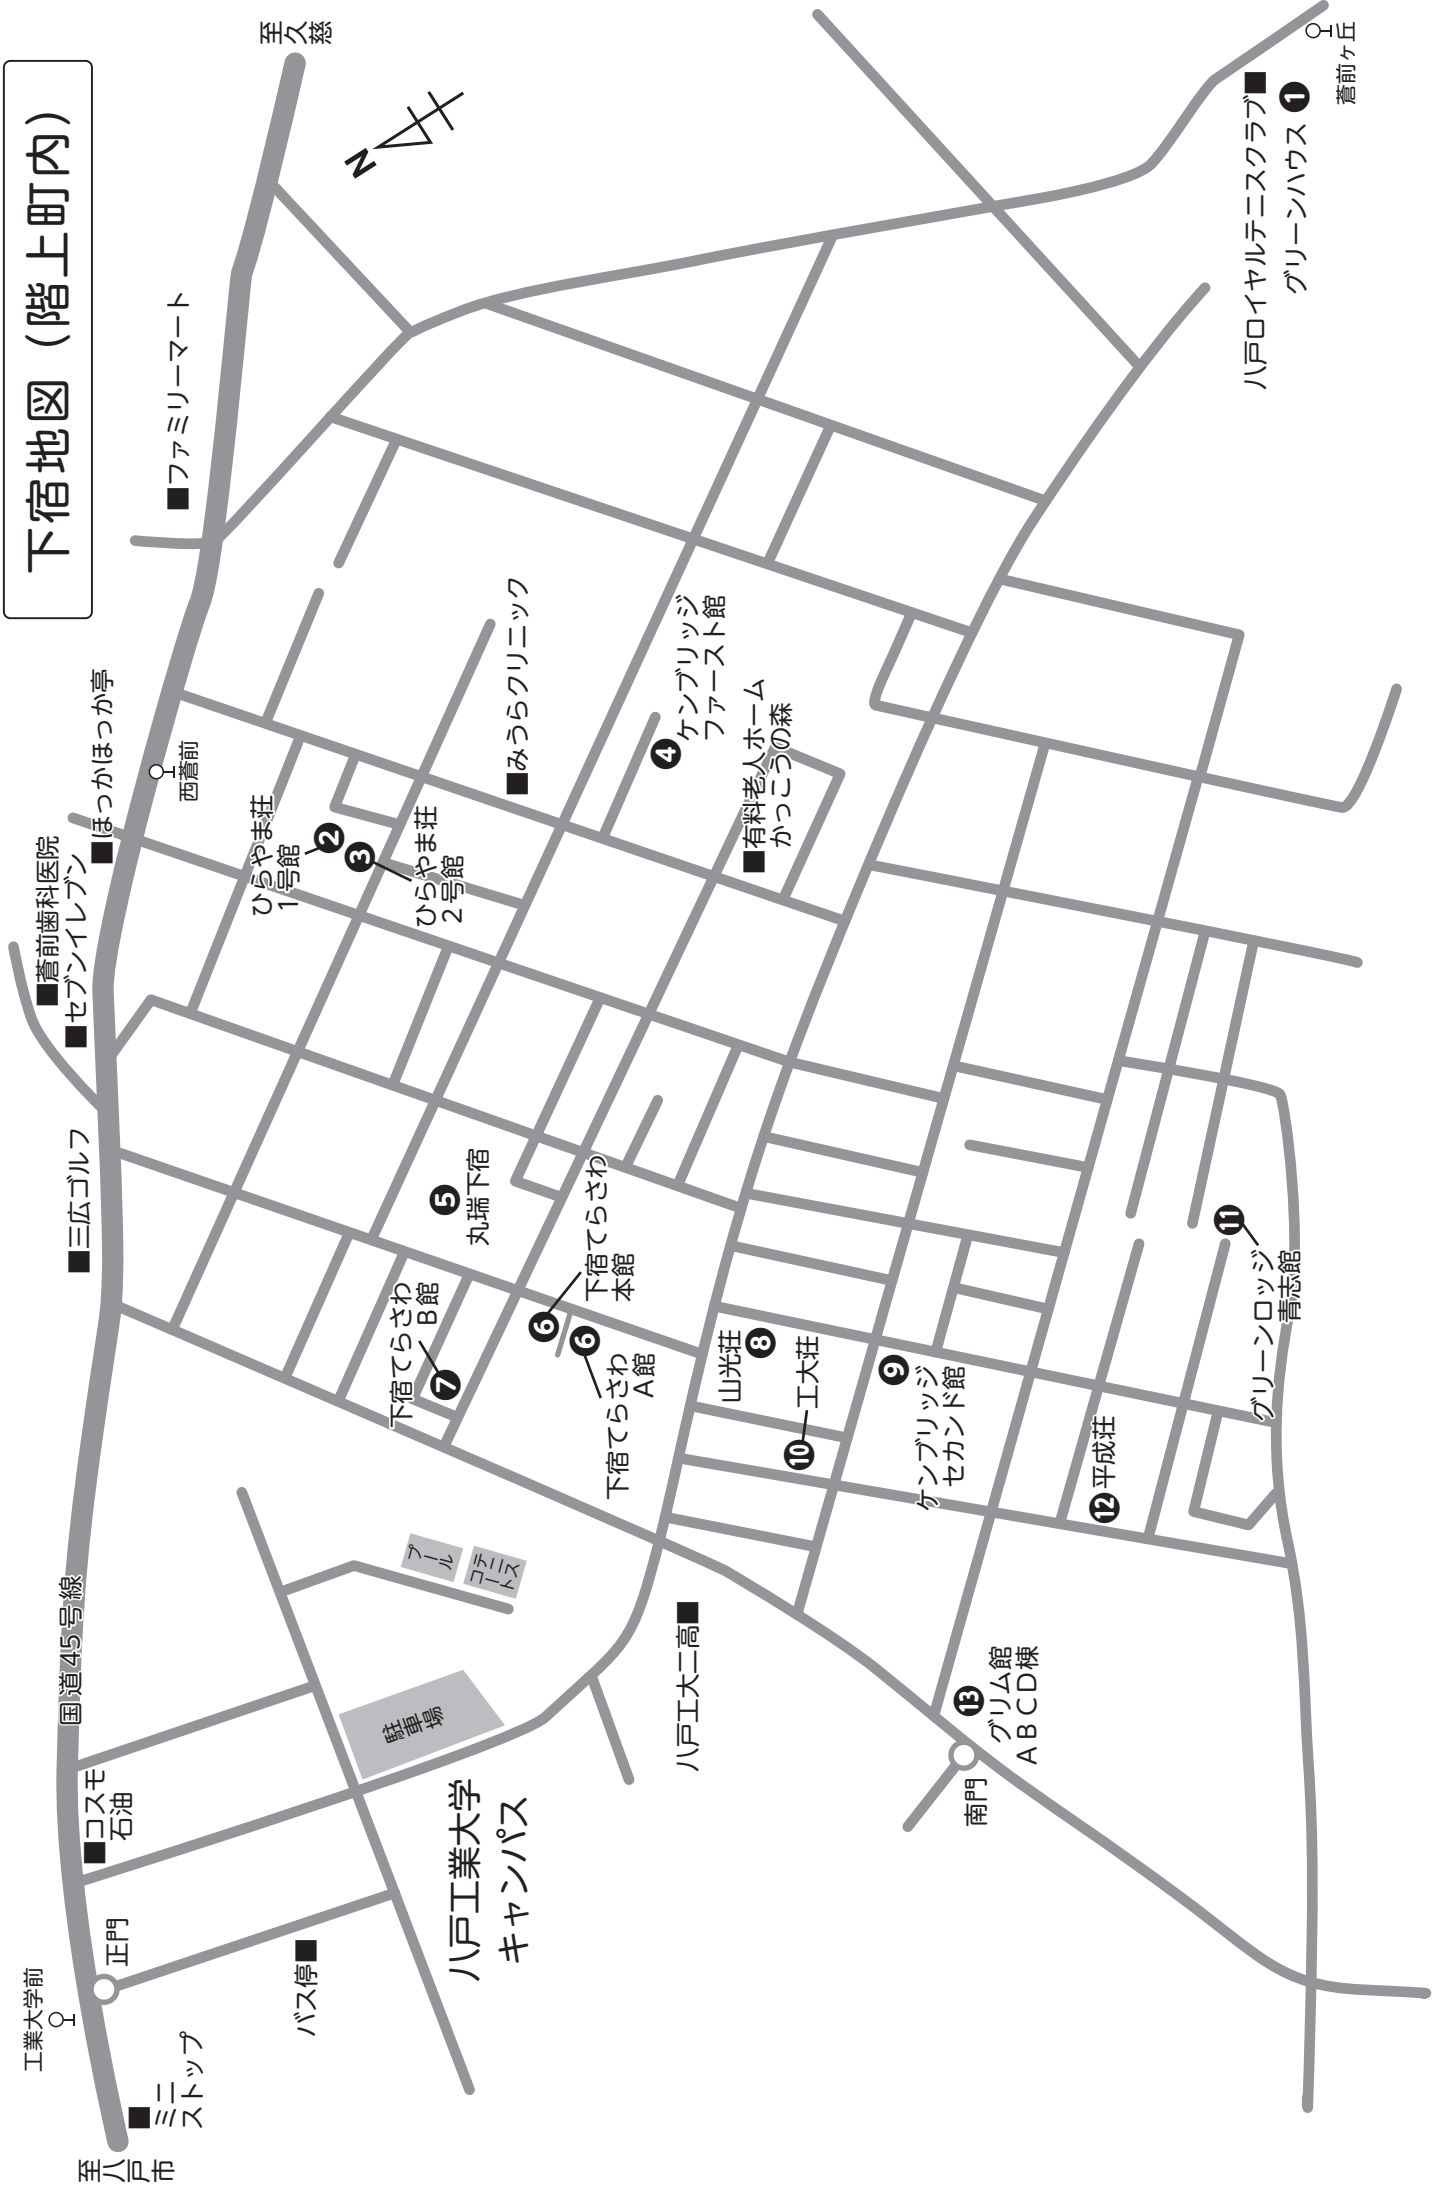 下宿地図(階上町内)
至久慈
N
■ファミリーマート
蒼前ヶ丘
八戸ロイヤルテニスクラブ■
グリーンハウス ❶
■ほっかほっか亭
西蒼前
■蒼前歯科医院
■セブンイレブン
ひらやま荘
1号館
❷
❸
ひらやま荘
2号館
■みうらクリニック
❹
ケンブリッジ
ファースト館
■有料老人ホーム
かっこうの森
■三広ゴルフ
❺
丸瑞下宿
下宿てらさわ
本館
❻
❻
下宿てらさわ
A館
下宿てらさわ
B館
❼
山光荘
❽
❾
ケンブリッジ
セカンド館
❿
工大荘
⓫
グリーンロッジ
青志館
⓬平成荘
⓭
グリム館
ABCD棟
南門
八戸工大二高■
プール
テニス
コート
駐車場
国道45号線
■コスモ
石油
八戸工業大学
キャンパス
正門
工業大学前
バス停■
■ミニ
ストップ
至八戸市